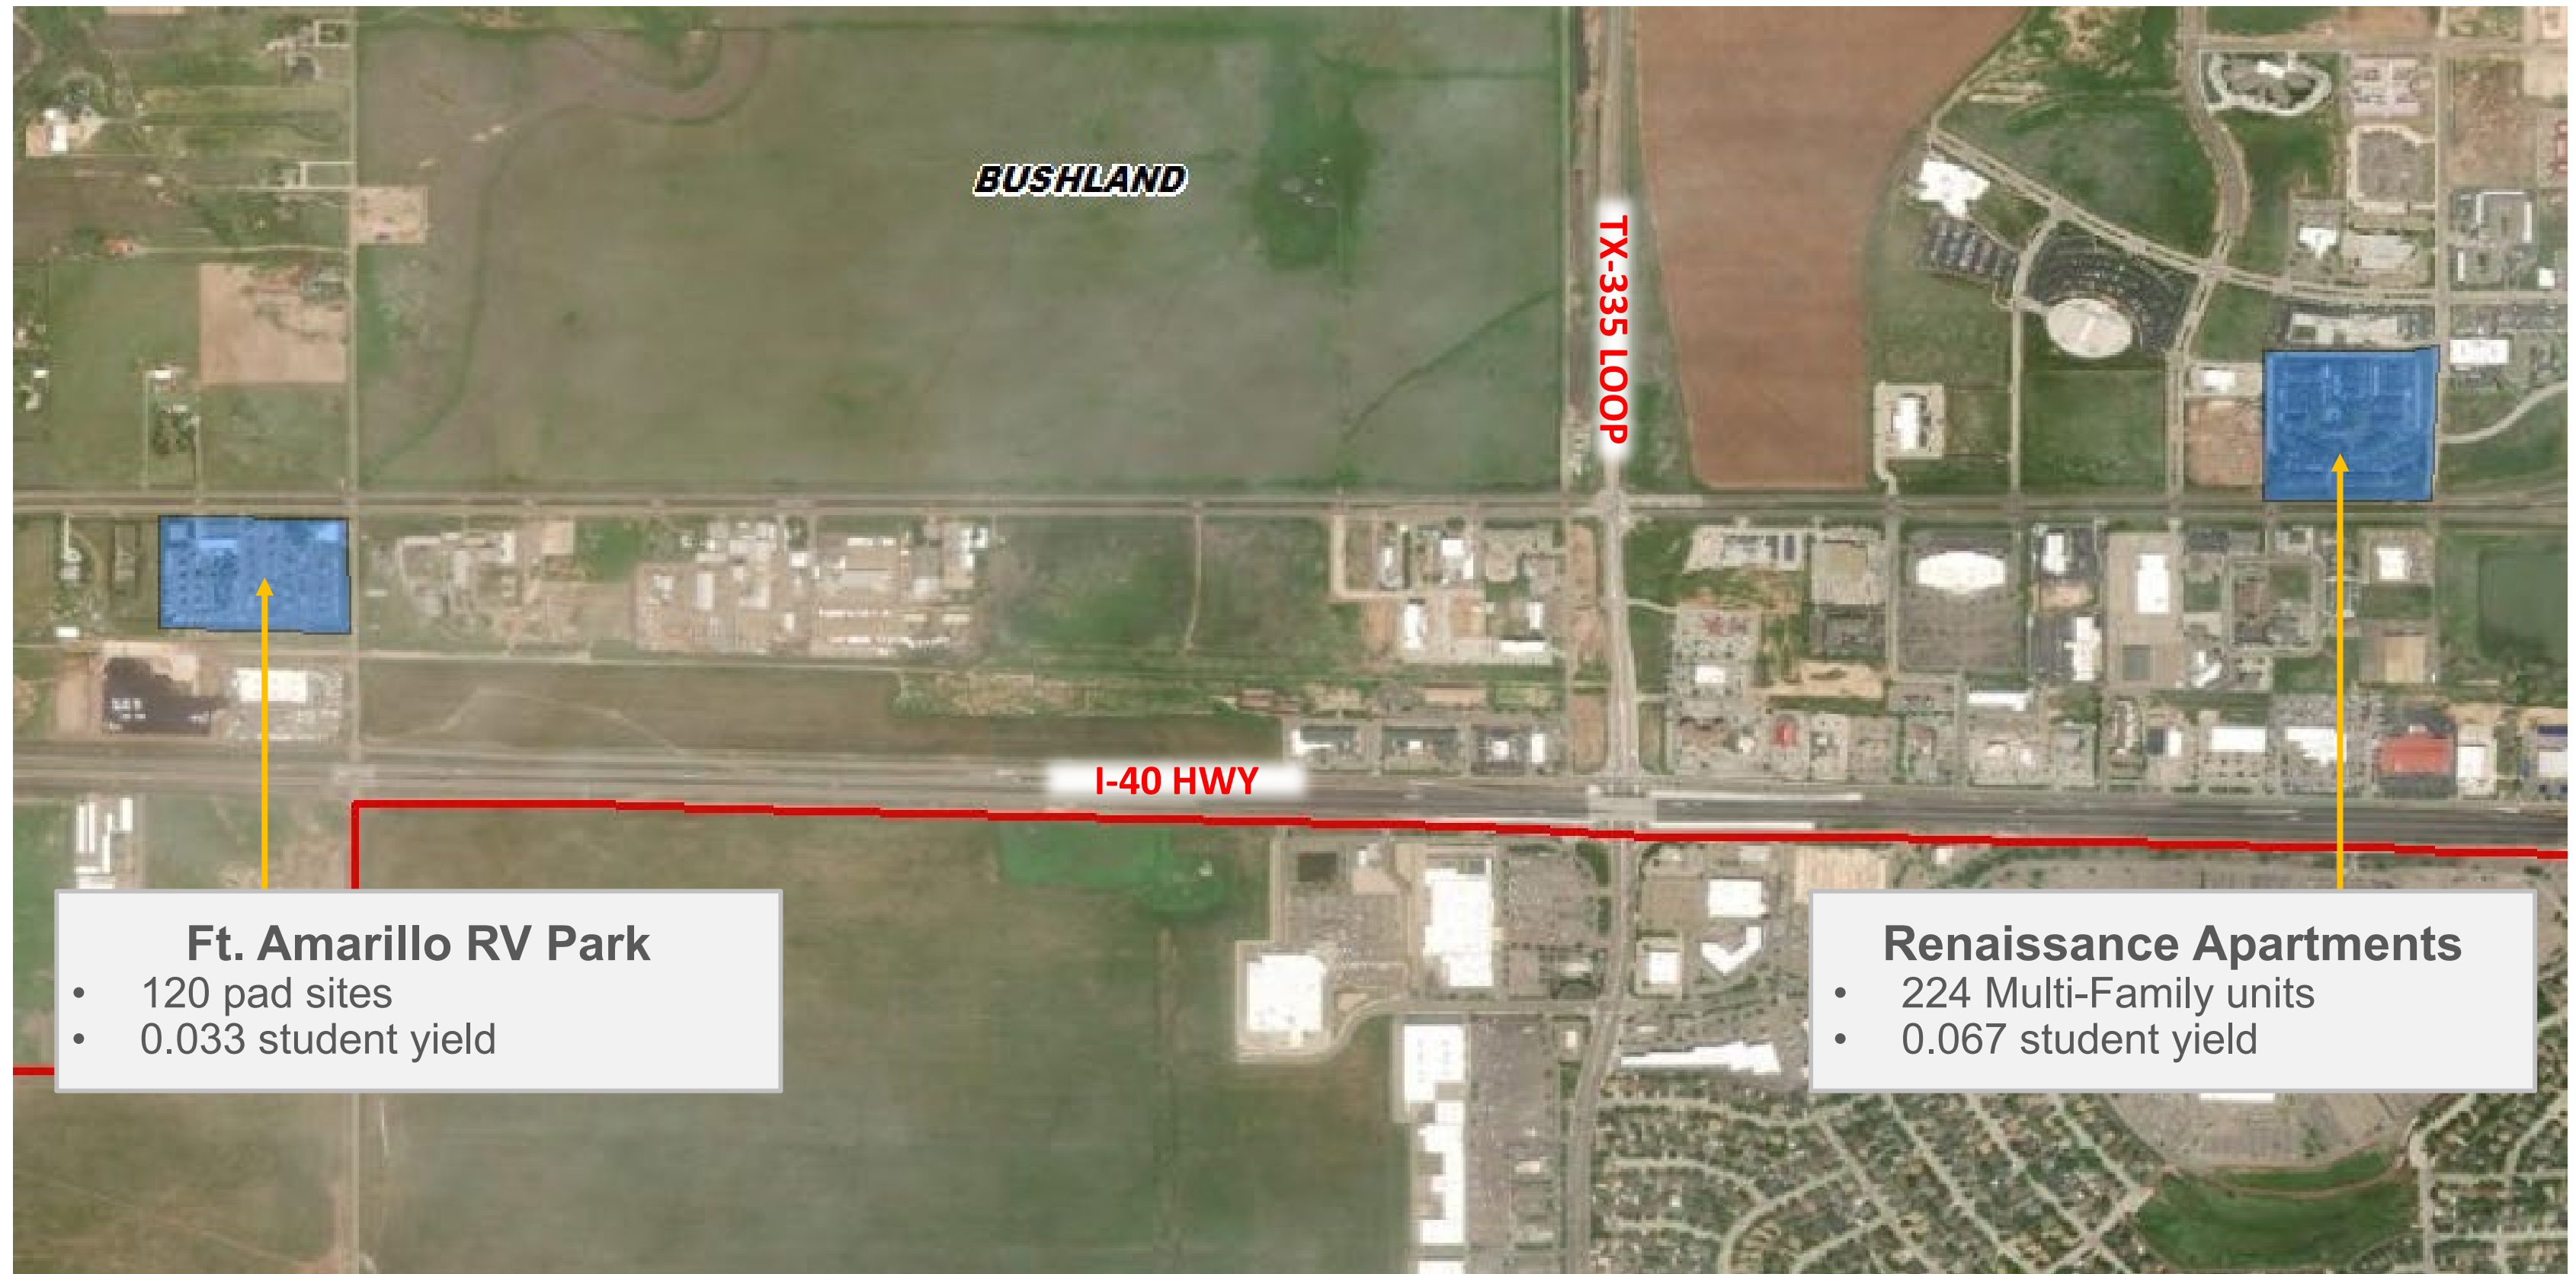 BUSHLAND
TX-335 LOOP
I-40 HWY
Ft. Amarillo RV Park
• 120 pad sites
• 0.033 student yield
Renaissance Apartments
• 224 Multi-Family units
• 0.067 student yield